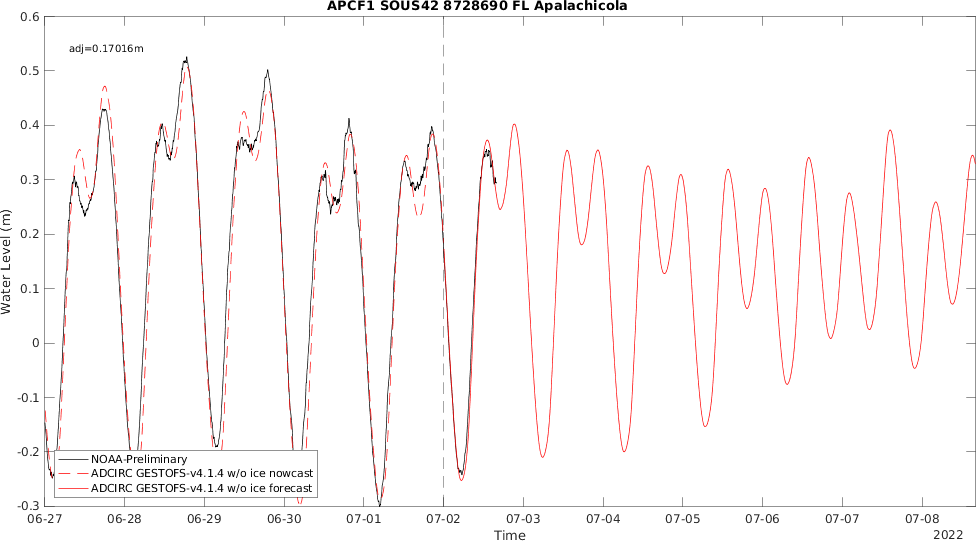 APCF1 SOUS42 8728690 FL Apalachicola
adj=0.17016m
Water Level (m)
0.6
0.5
0.4
0.3
0.2
0.1
0
-0.1
-0.2
-0.3
NOAA-Preliminary
ADCIRC GESTOFS-v4.1.4 w/o ice nowcast
ADCIRC GESTOFS-v4.1.4 w/o ice forecast
06-27 06-28 06-29 06-30 07-01 07-02 07-03 07-04 07-05 07-06 07-07 07-08
Time
2022